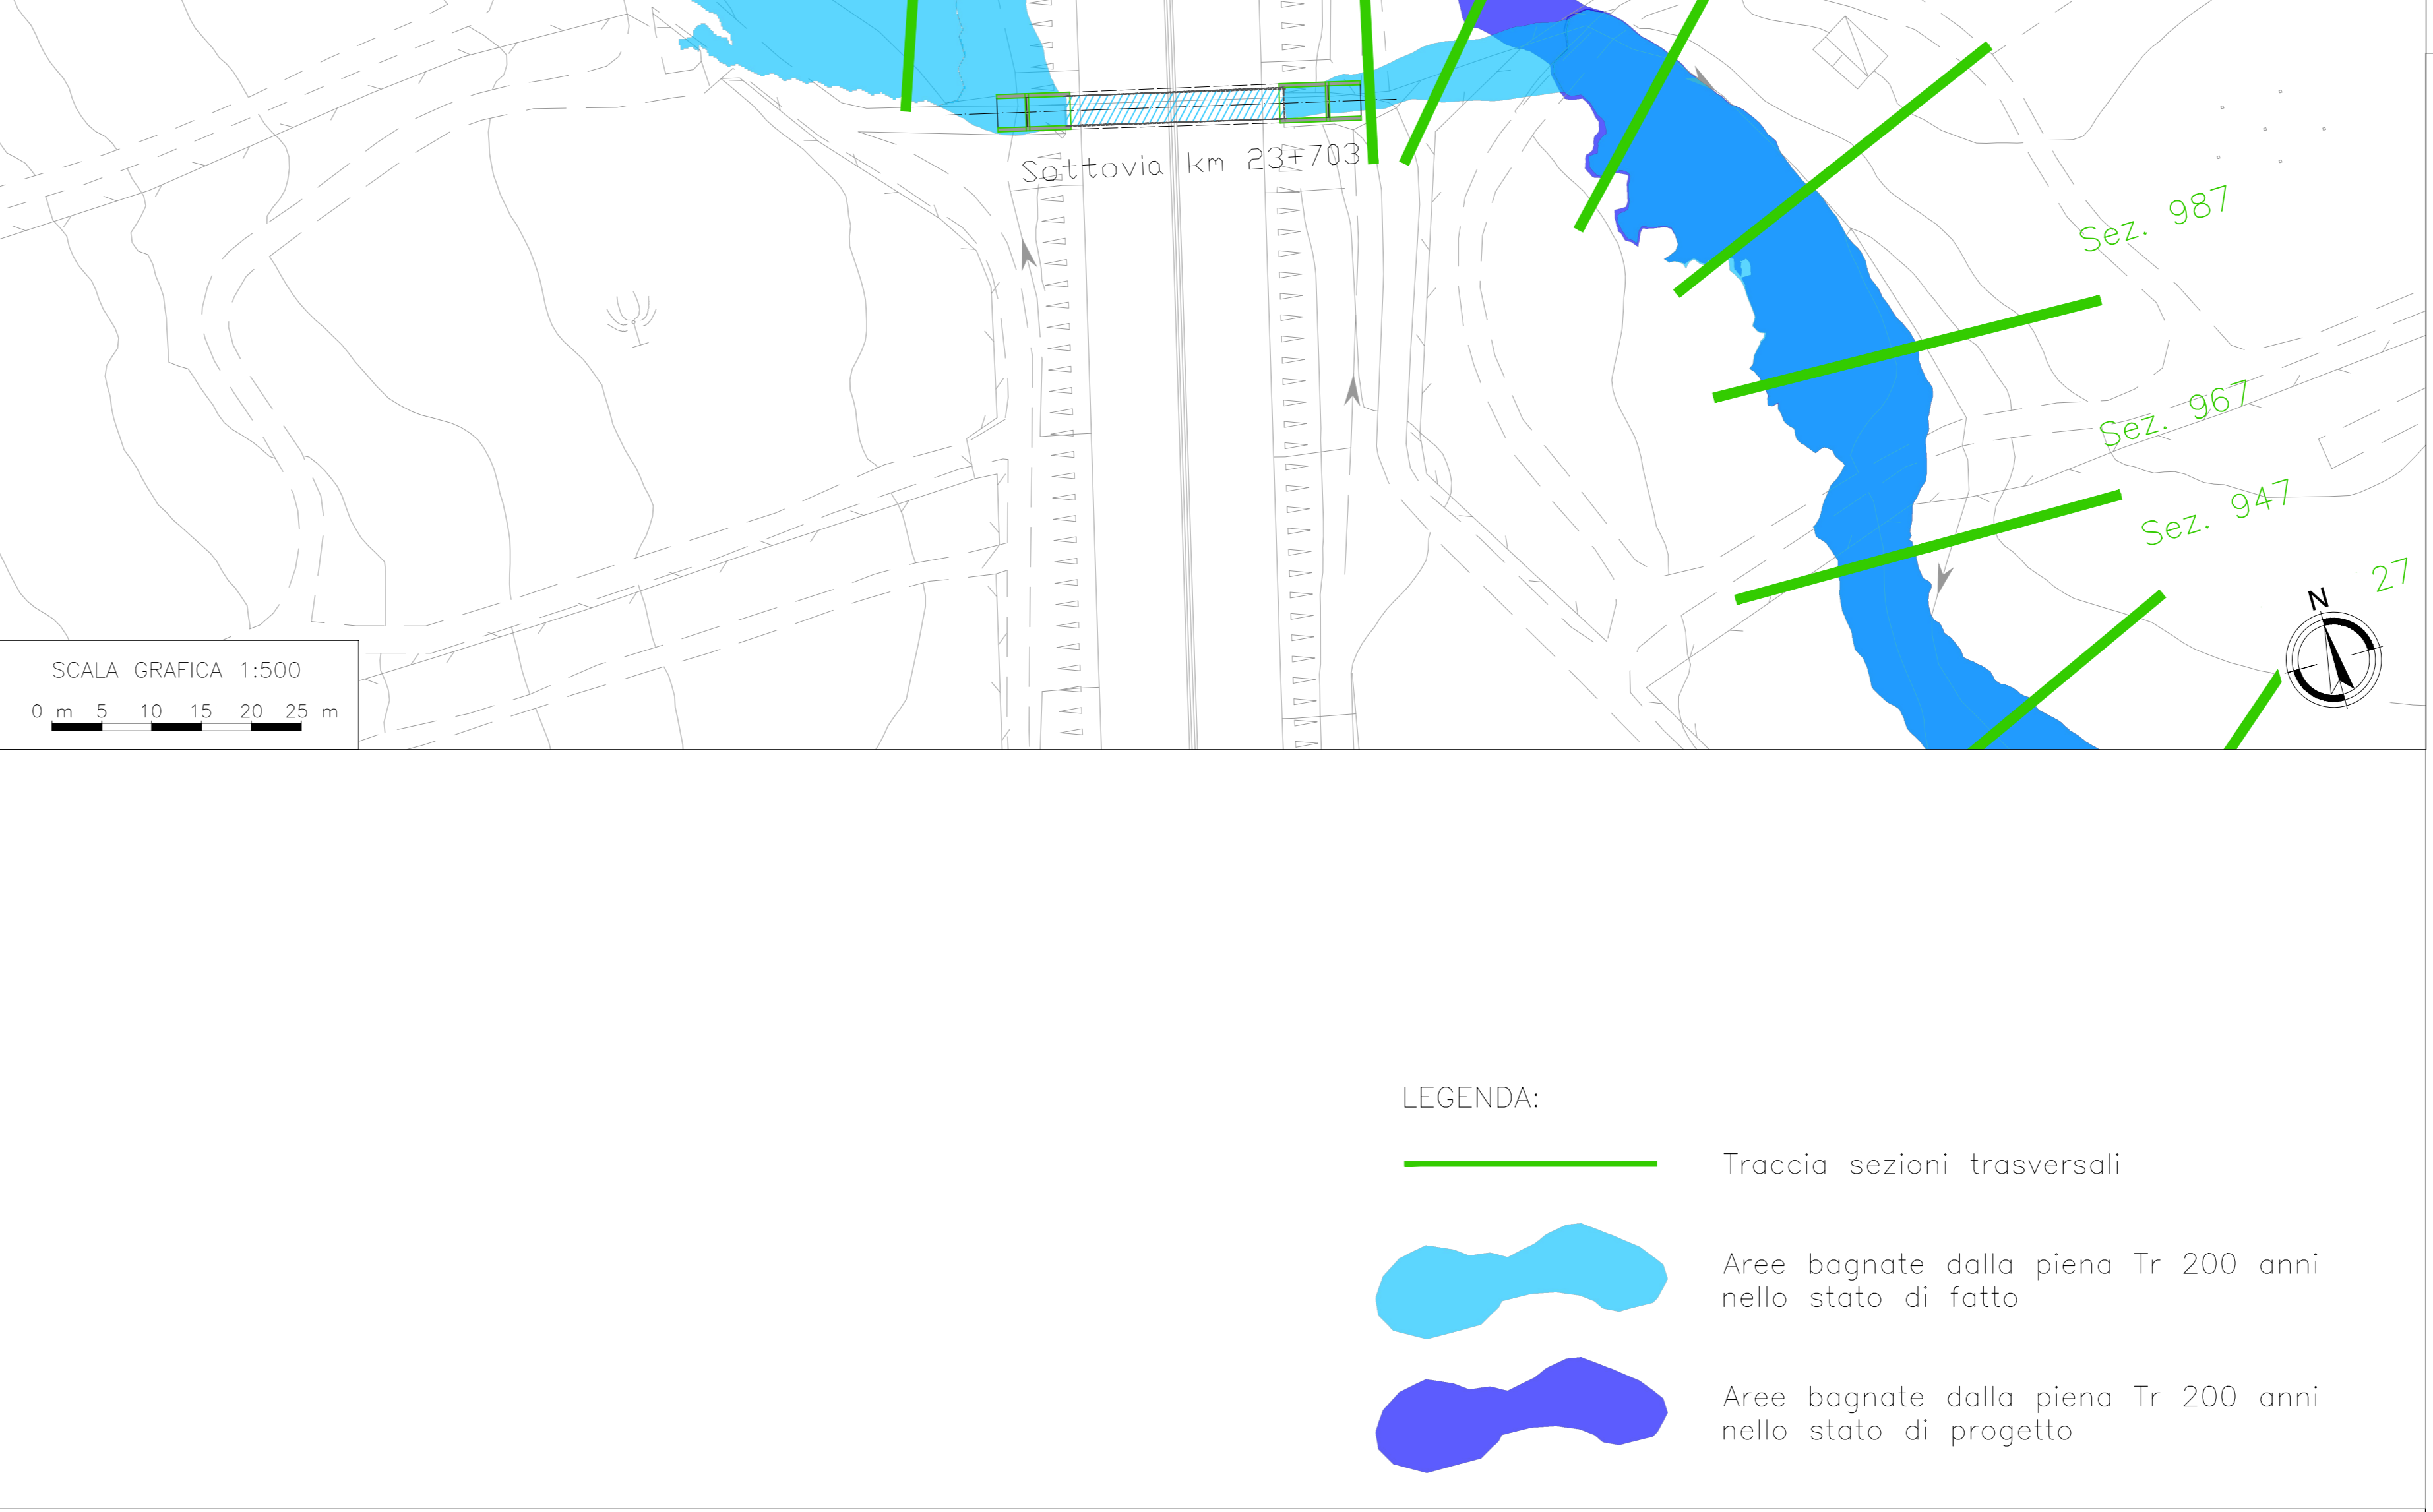 Sottovia km 23+703
Sez. 987
Sez. 967
Sez. 947
27
N
SCALA GRAFICA 1:500
0 m 5 10 15 20 25 m
LEGENDA:
Traccia sezioni trasversali
Aree bagnate dalla piena Tr 200 anni
nello stato di fatto
Aree bagnate dalla piena Tr 200 anni
nello stato di progetto